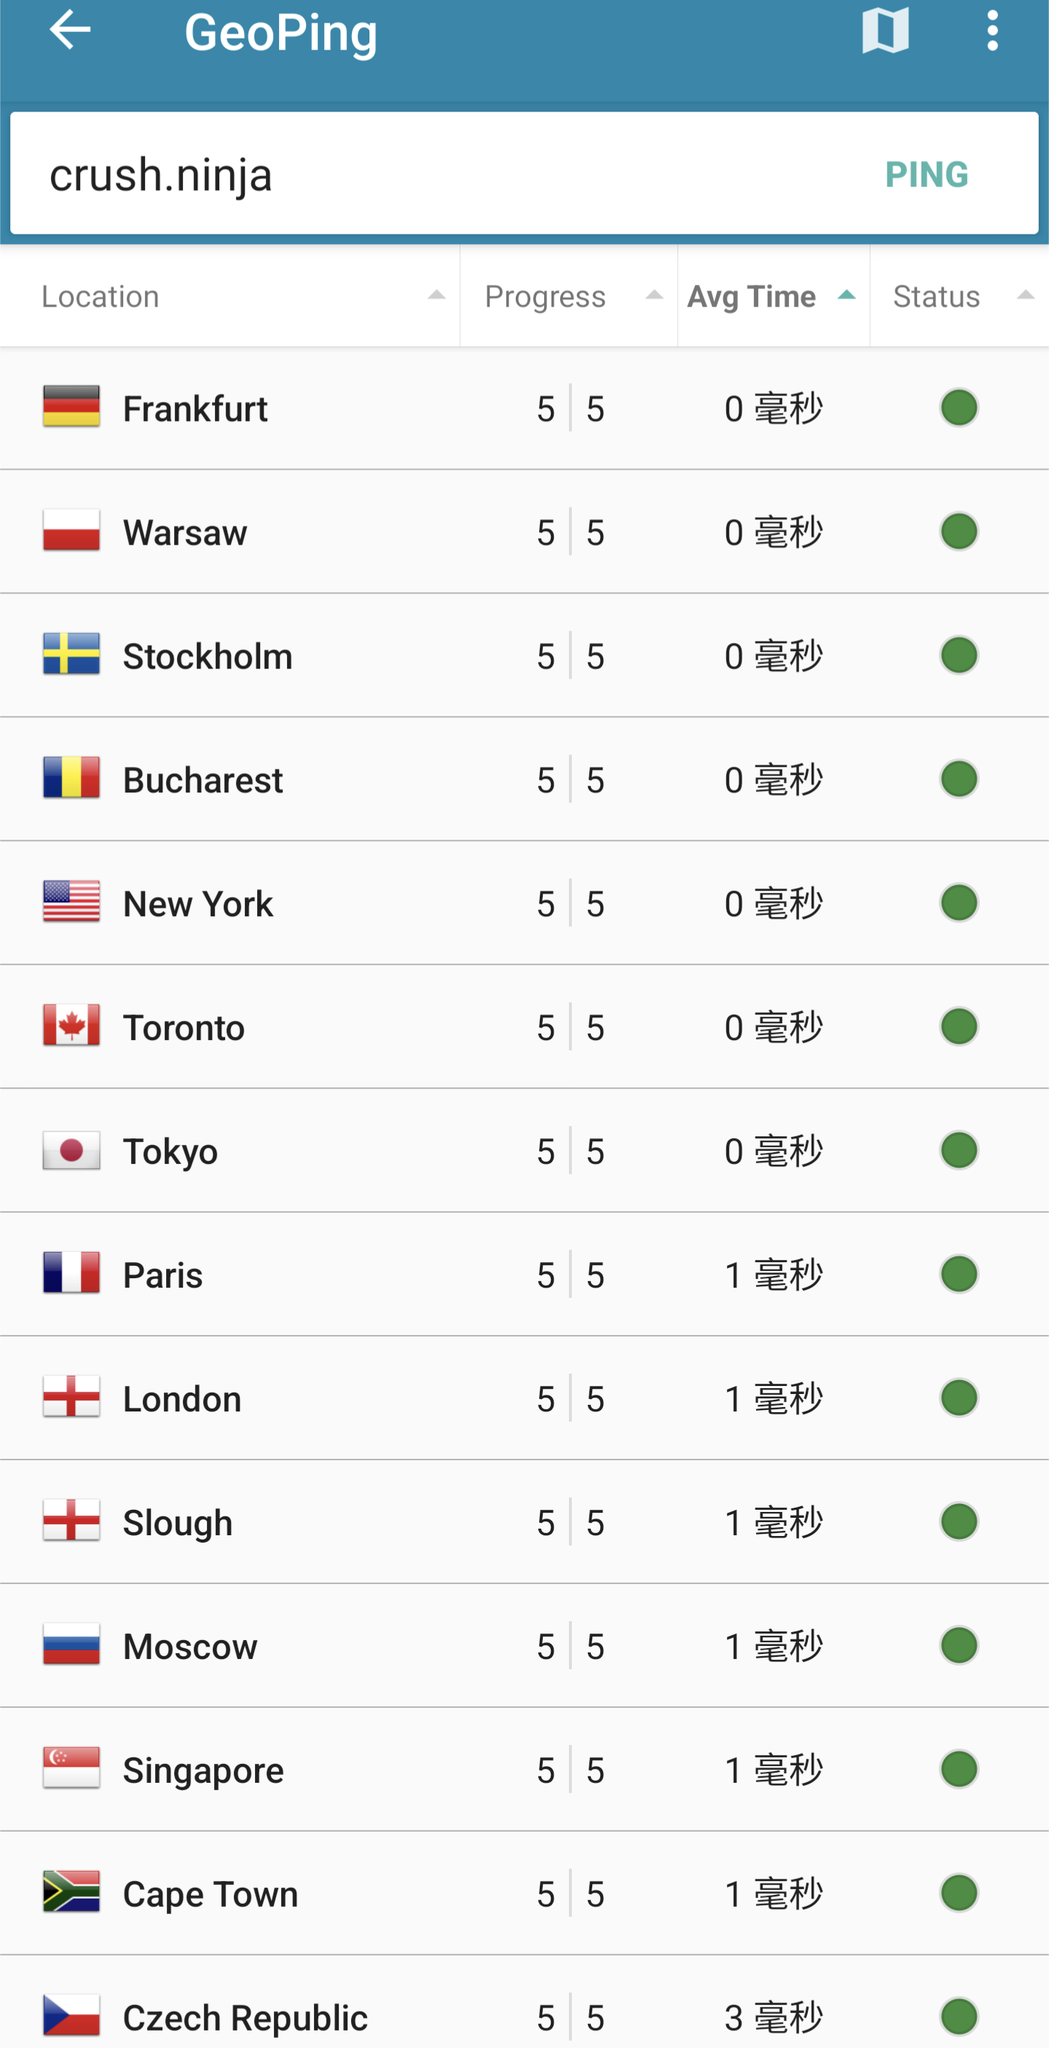 GeoPing
crush.ninja PING
Location Progress Avg Time Status
Frankfurt 5 5 0 毫秒
Warsaw 5 5 0 毫秒
Stockholm 5 5 0 毫秒
Bucharest 5 5 0 毫秒
New York 5 5 0 毫秒
Toronto 5 5 0 毫秒
Tokyo 5 5 0 毫秒
Paris 5 5 1 毫秒
London 5 5 1 毫秒
Slough 5 5 1 毫秒
Moscow 5 5 1 毫秒
Singapore 5 5 1 毫秒
Cape Town 5 5 1 毫秒
Czech Republic 5 5 3 毫秒